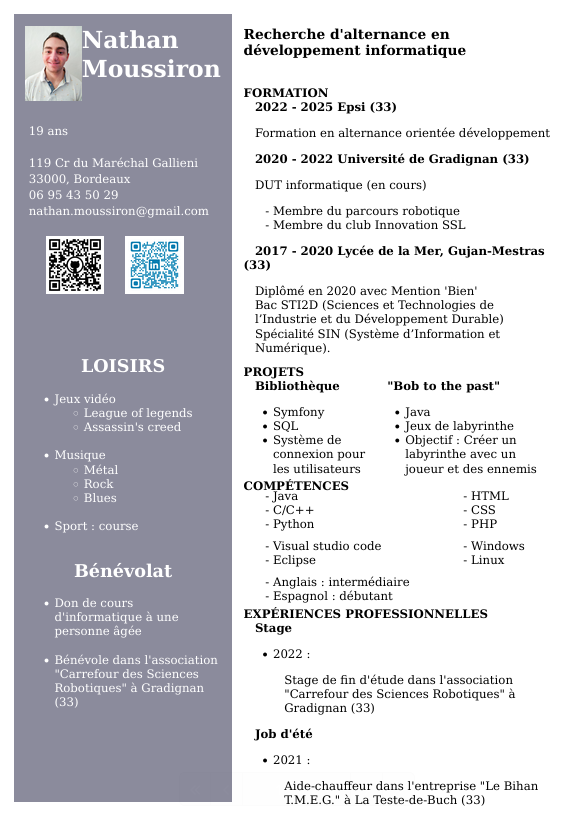 Nathan
Moussiron
19 ans
119 Cr du Maréchal Gallieni
33000, Bordeaux
06 95 43 50 29
nathan.moussiron@gmail.com
LOISIRS
• Jeux vidéo
◦ League of legends
◦ Assassin's creed
• Musique
◦ Métal
◦ Rock
◦ Blues
• Sport : course
Bénévolat
• Don de cours
d'informatique à une
personne âgée
• Bénévole dans l'association
"Carrefour des Sciences
Robotiques" à Gradignan
(33)
Recherche d'alternance en
développement informatique
FORMATION
2022 - 2025 Epsi (33)
Formation en alternance orientée développement
2020 - 2022 Université de Gradignan (33)
DUT informatique (en cours)
- Membre du parcours robotique
- Membre du club Innovation SSL
2017 - 2020 Lycée de la Mer, Gujan-Mestras
(33)
Diplômé en 2020 avec Mention 'Bien'
Bac STI2D (Sciences et Technologies de
l’Industrie et du Développement Durable)
Spécialité SIN (Système d’Information et
Numérique).
PROJETS
Bibliothèque
• Symfony
• SQL
• Système de
connexion pour
les utilisateurs
"Bob to the past"
• Java
• Jeux de labyrinthe
• Objectif : Créer un
labyrinthe avec un
joueur et des ennemis
COMPÉTENCES
- Java
- C/C++
- Python
- HTML
- CSS
- PHP
- Visual studio code
- Eclipse
- Windows
- Linux
- Anglais : intermédiaire
- Espagnol : débutant
EXPÉRIENCES PROFESSIONNELLES
Stage
• 2022 :
Stage de fin d'étude dans l'association
"Carrefour des Sciences Robotiques" à
Gradignan (33)
Job d'été
• 2021 :
Aide-chauffeur dans l'entreprise "Le Bihan
T.M.E.G." à La Teste-de-Buch (33)